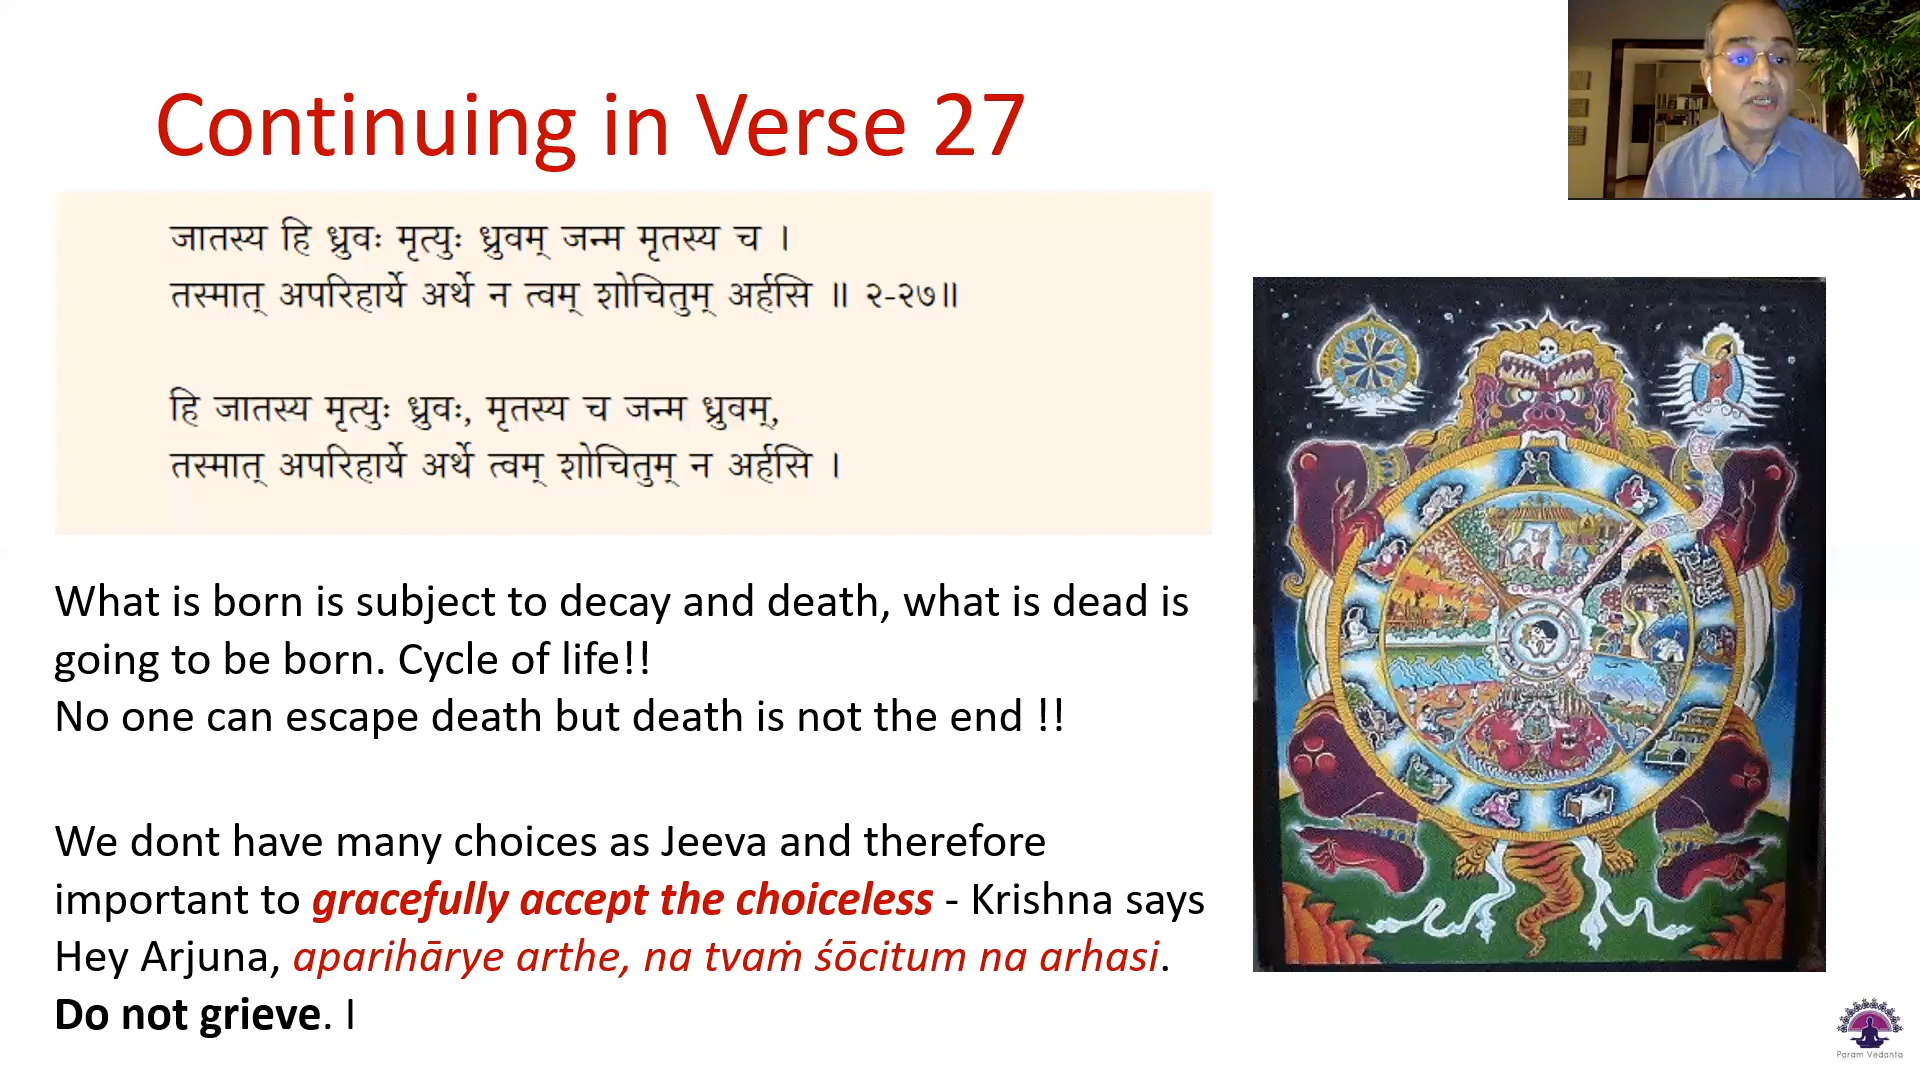 Continuing in Verse 27
जातस्य हि ध्रुवः मृत्युः ध्रुवम् जन्म मृतस्य च ।
तस्मात् अपरिहार्ये अर्थे न त्वम् शोचितुम् अर्हसि ॥ २-२७॥
हि जातस्य मृत्युः ध्रुवः, मृतस्य च जन्म ध्रुवम्,
तस्मात् अपरिहार्ये अर्थे त्वम् शोचितुम् न अर्हसि ।
What is born is subject to decay and death, what is dead is
going to be born. Cycle of life!!
No one can escape death but death is not the end !!
We dont have many choices as Jeeva and therefore
important to gracefully accept the choiceless - Krishna says
Hey Arjuna, aparihārye arthe, na tvaṁ śōcitum na arhasi.
Do not grieve. I
Param Vedanta